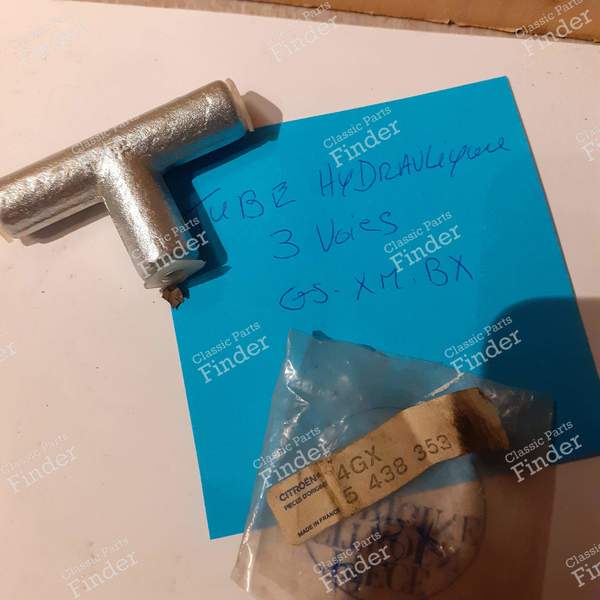 TUBE HYDRAULique
3 Voies
GS. XM. BX
CITROËN
PIECES D'ORIGINE
MADE IN FRANCE
4GX
5 438 353
Classic Parts
Finder